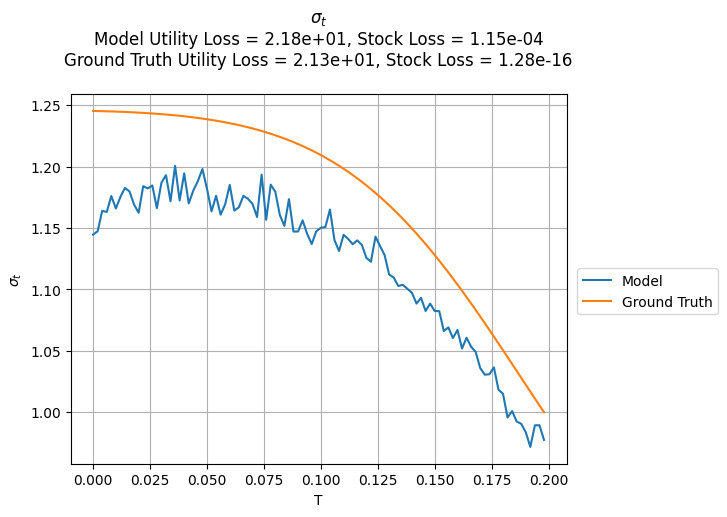 σt
Model Utility Loss = 2.18e+01, Stock Loss = 1.15e-04
Ground Truth Utility Loss = 2.13e+01, Stock Loss = 1.28e-16
1.25
1.20
1.15
1.10
1.05
1.00
σt
0.000 0.025 0.050 0.075 0.100 0.125 0.150 0.175 0.200
T
Model
Ground Truth